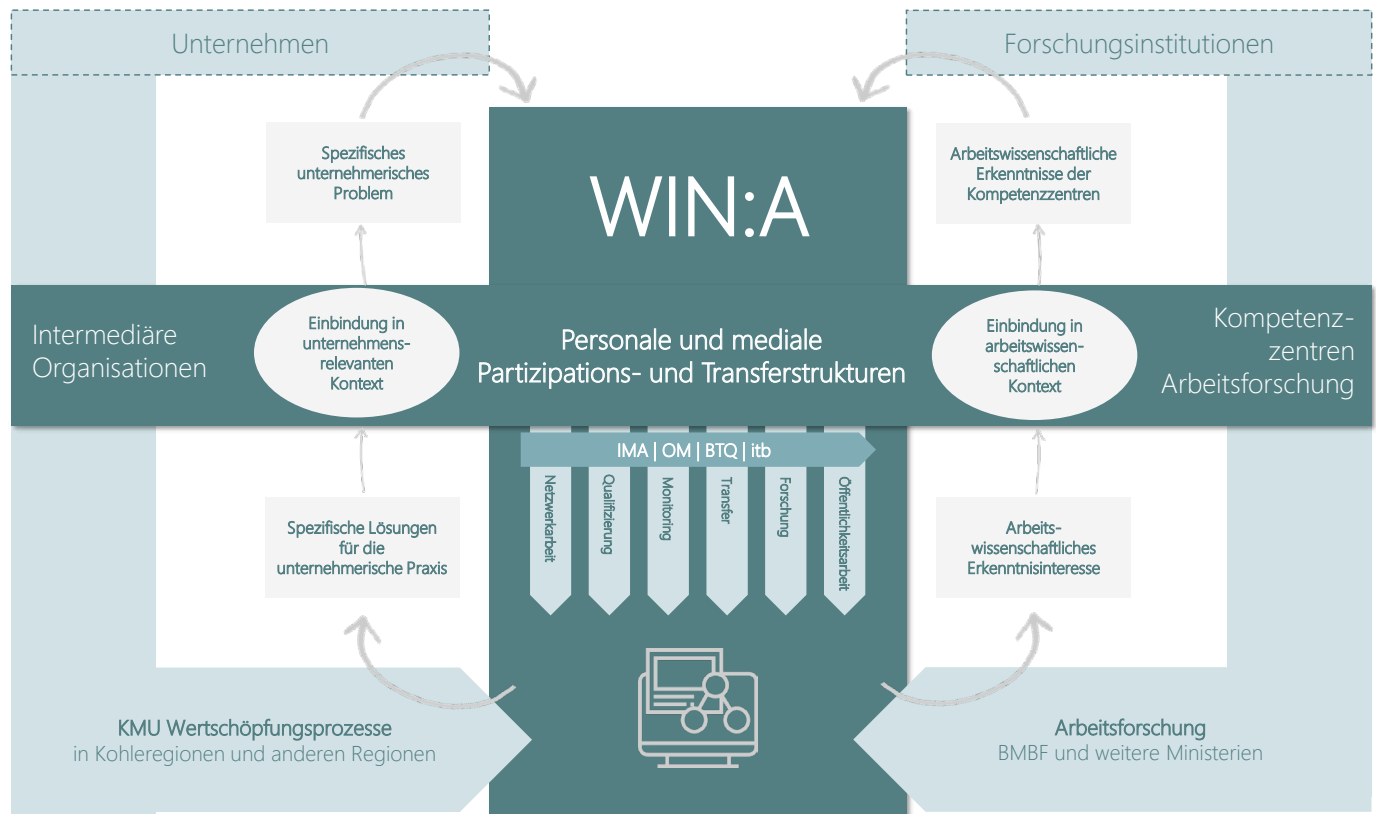 Unternehmen
Forschungsinstitutionen
Spezifisches
unternehmerisches
Problem
WIN:A
Arbeitswissenschaftliche
Erkenntnisse der
Kompetenzzentren
Intermediäre
Organisationen
Einbindung in
unternehmens-
relevanten
Kontext
Personale und mediale
Partizipations- und Transferstrukturen
Einbindung in
arbeitswissen-
schaftlichen
Kontext
Kompetenz-
zentren
Arbeitsforschung
IMA | OM | BTQ | itb
Netzwerkarbeit
Qualifizierung
Monitoring
Transfer
Forschung
Öffentlichkeitsarbeit
Spezifische Lösungen
für die
unternehmerische Praxis
Arbeits-
wissenschaftliches
Erkenntnisinteresse
KMU Wertschöpfungsprozesse
in Kohleregionen und anderen Regionen
Arbeitsforschung
BMBF und weitere Ministerien